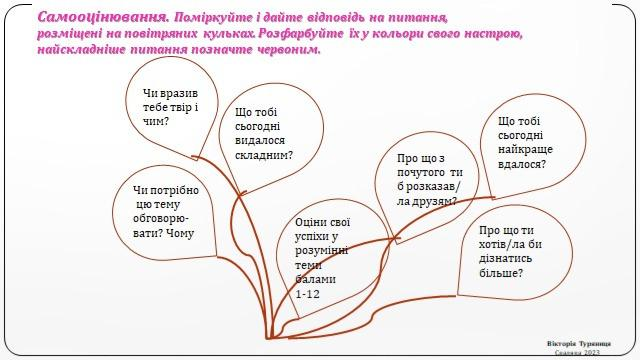 Самооцінювання. Поміркуйте і дайте відповідь на питання,
розміщені на повітряних кульках. Розфарбуйте їх у кольори свого настрою,
найскладніше питання позначте червоним.
Чи вразив
тебе твір і
чим?
Що тобі
сьогодні
видалося
складним?
Що тобі
сьогодні
найкраще
вдалося?
Про що з
почутого ти
б розказав/
ла друзям?
Чи потрібно
цю тему
обговорю-
вати? Чому
Оціни свої
успіхи у
розумінні
теми
балами
1-12
Про що ти
хотів/ла би
дізнатись
більше?
Вікторія Туряниця
Свалява 2023